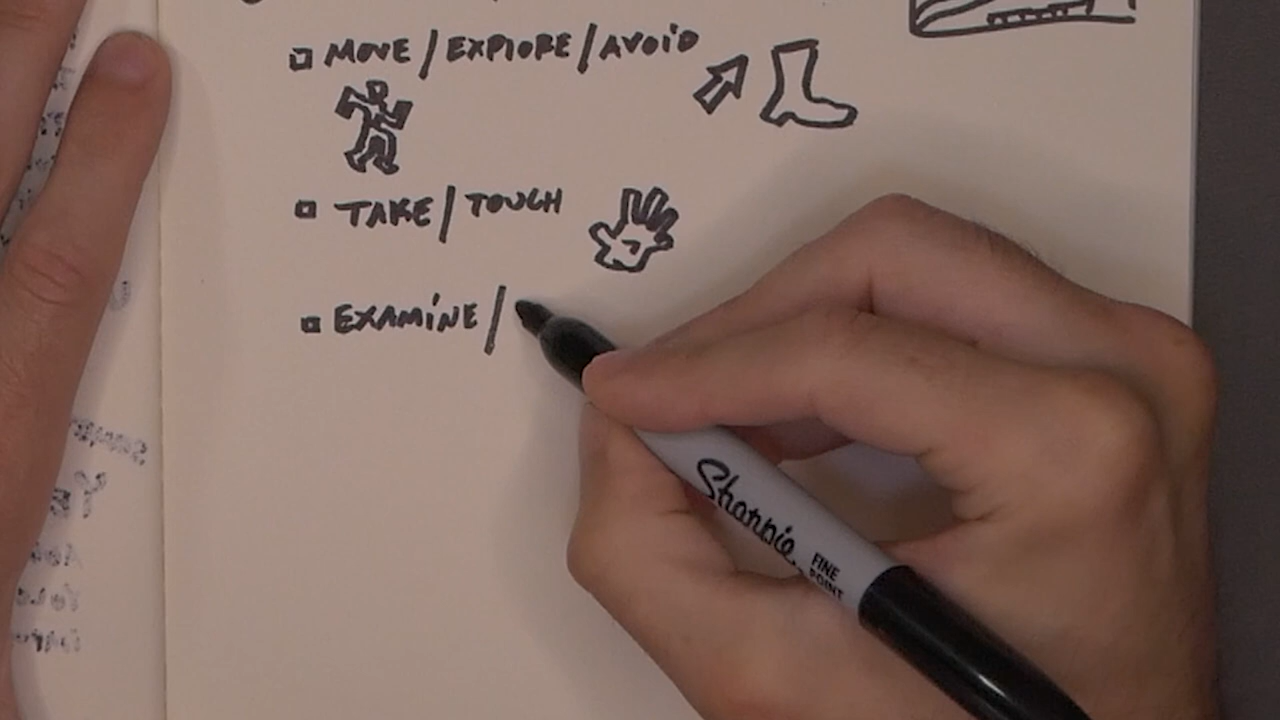 MOVE / EXPLORE / AVOID
TAKE / TOUCH
EXAMINE /
Sharpie
FINE
POINT